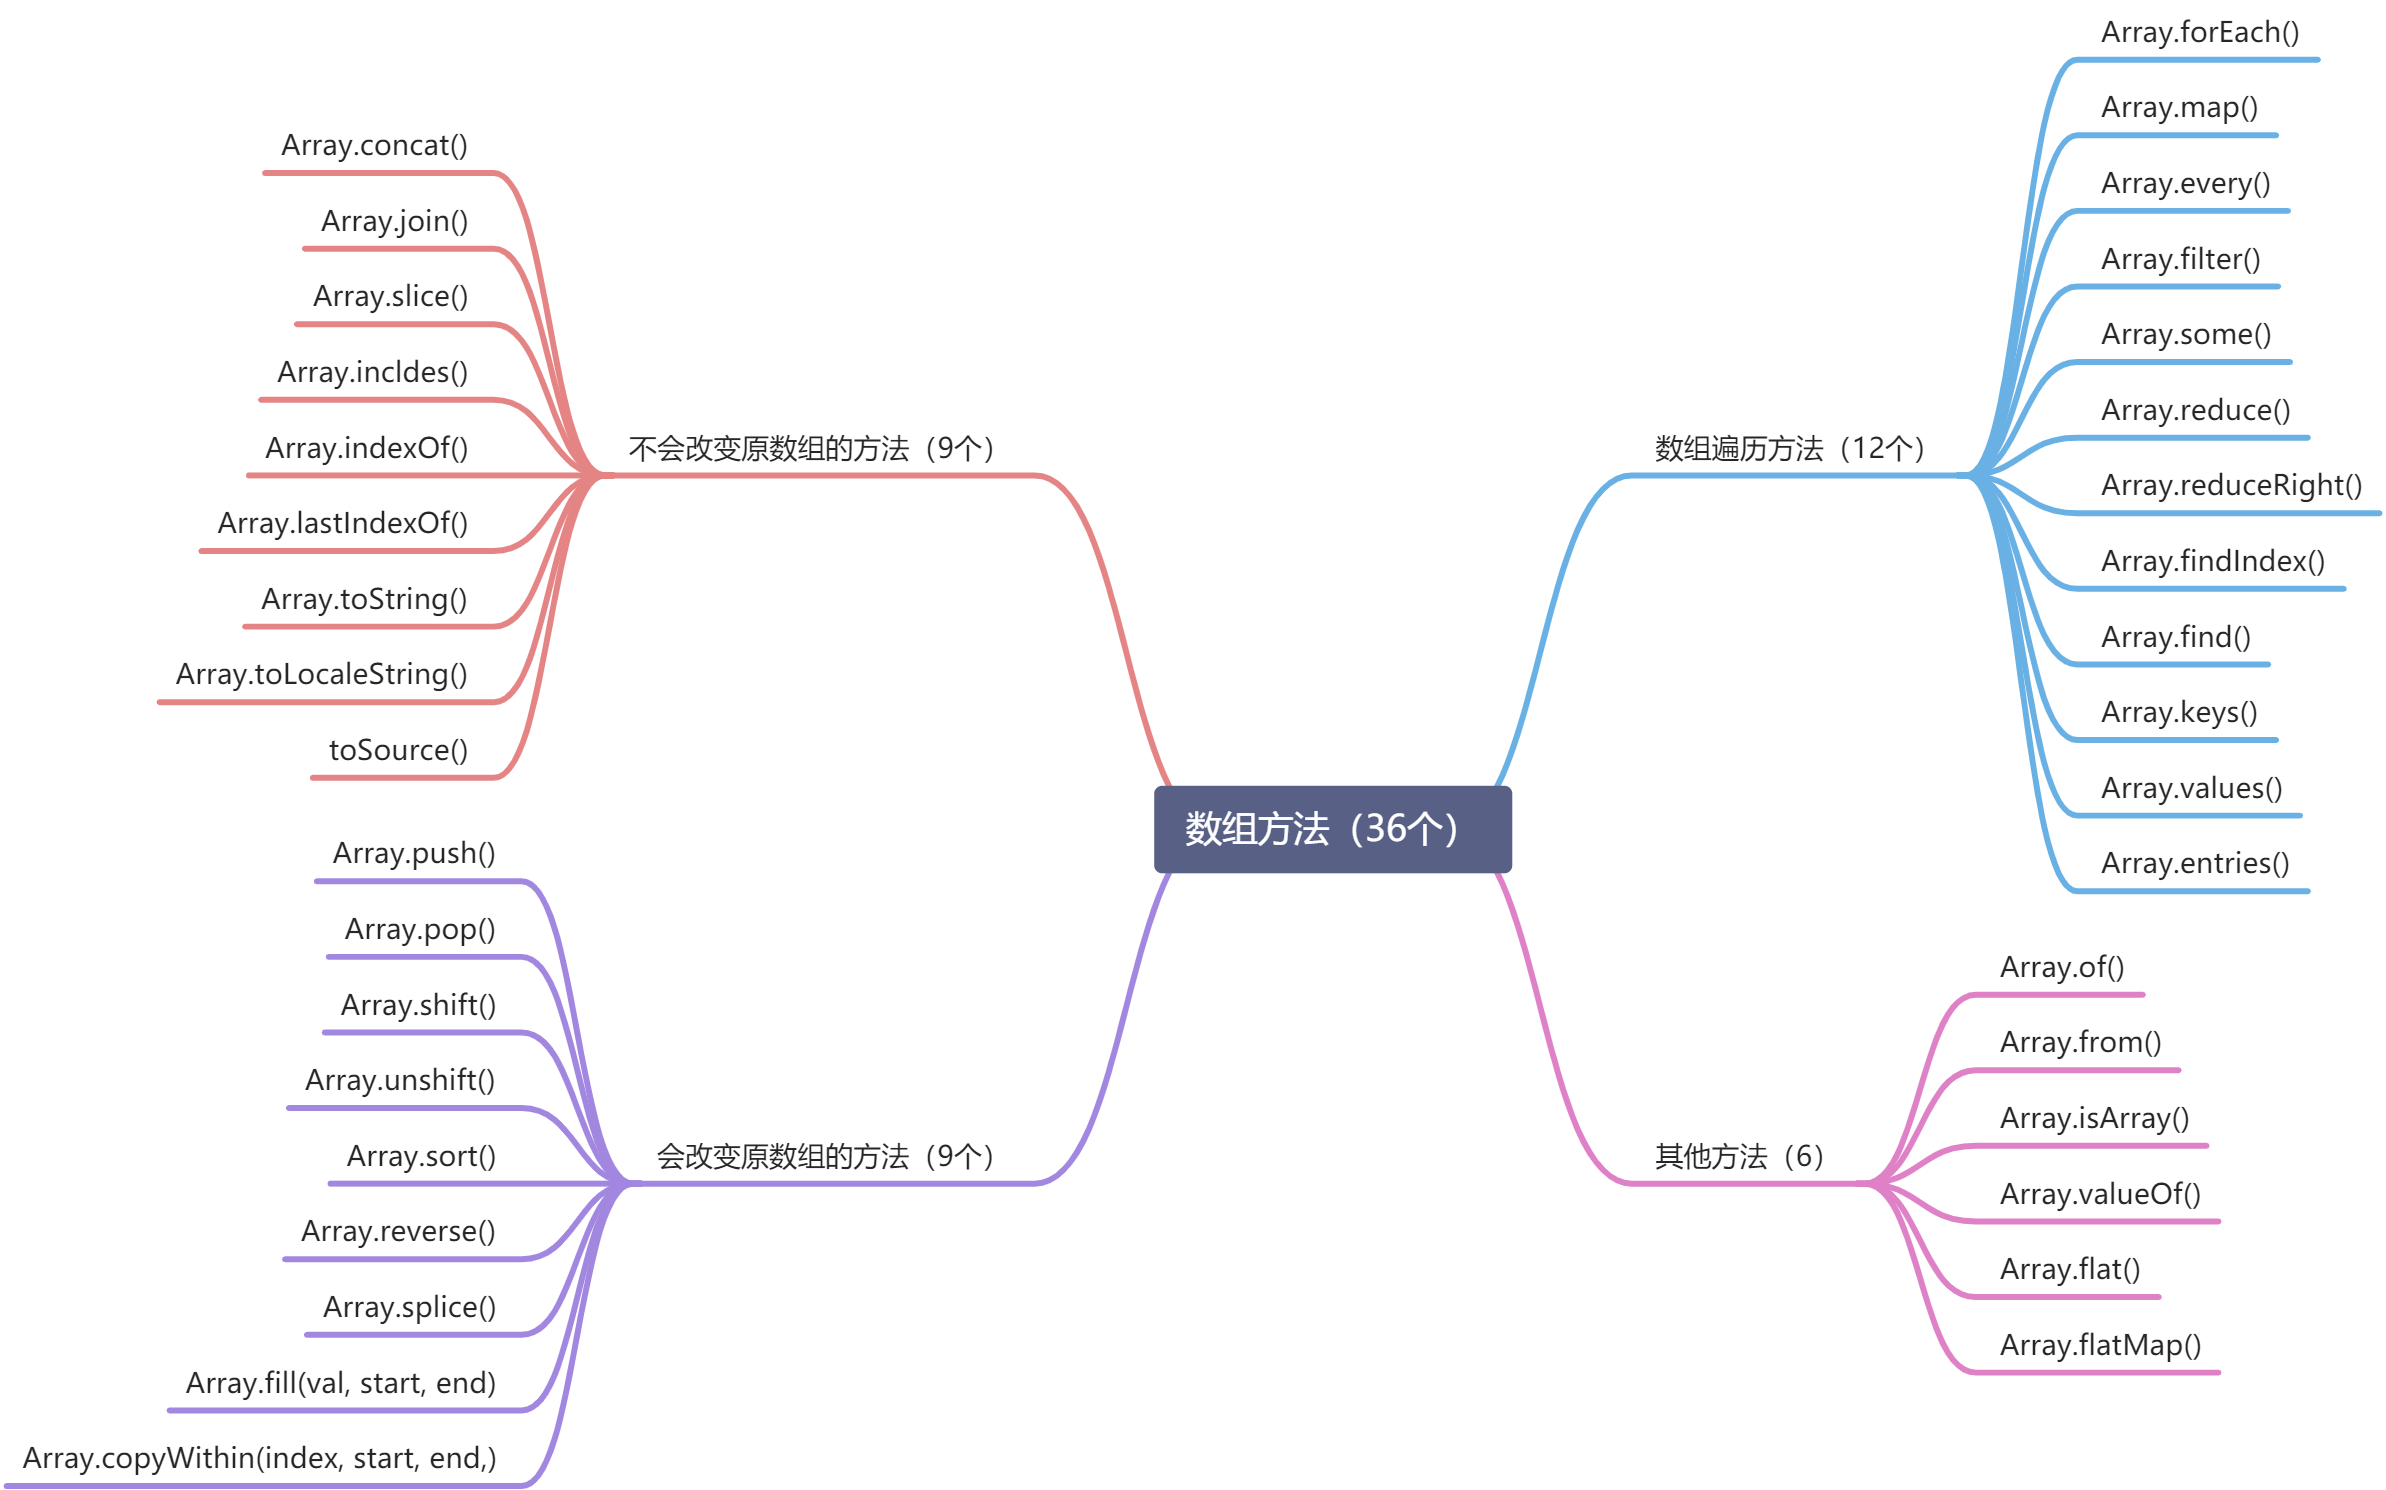 数组方法（36个）
不会改变原数组的方法（9个）
Array.concat()
Array.join()
Array.slice()
Array.incldes()
Array.indexOf()
Array.lastIndexOf()
Array.toString()
Array.toLocaleString()
toSource()
会改变原数组的方法（9个）
Array.push()
Array.pop()
Array.shift()
Array.unshift()
Array.sort()
Array.reverse()
Array.splice()
Array.fill(val, start, end)
Array.copyWithin(index, start, end,)
数组遍历方法（12个）
Array.forEach()
Array.map()
Array.every()
Array.filter()
Array.some()
Array.reduce()
Array.reduceRight()
Array.findIndex()
Array.find()
Array.keys()
Array.values()
Array.entries()
其他方法（6）
Array.of()
Array.from()
Array.isArray()
Array.valueOf()
Array.flat()
Array.flatMap()